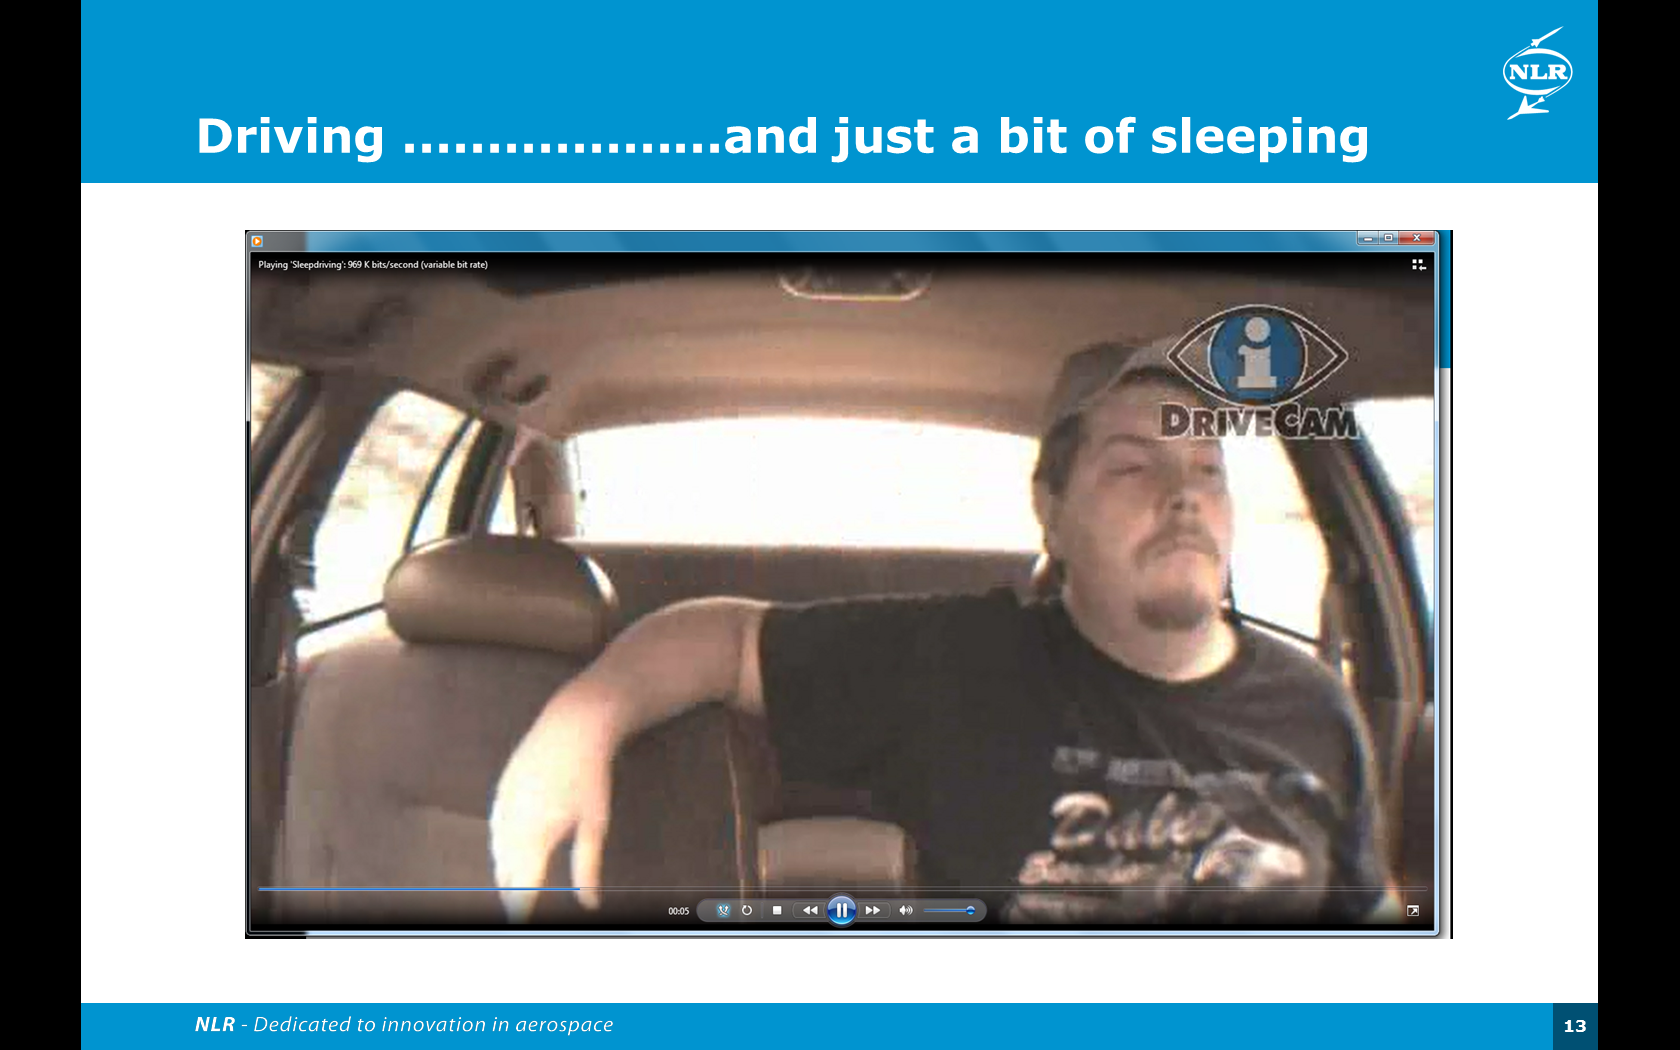 NLR
Driving ...................and just a bit of sleeping
Playing 'Sleepdriving': 969 K bits/second (variable bit rate)
i
DRIVECAM
Dale
00:05
NLR - Dedicated to innovation in aerospace
13